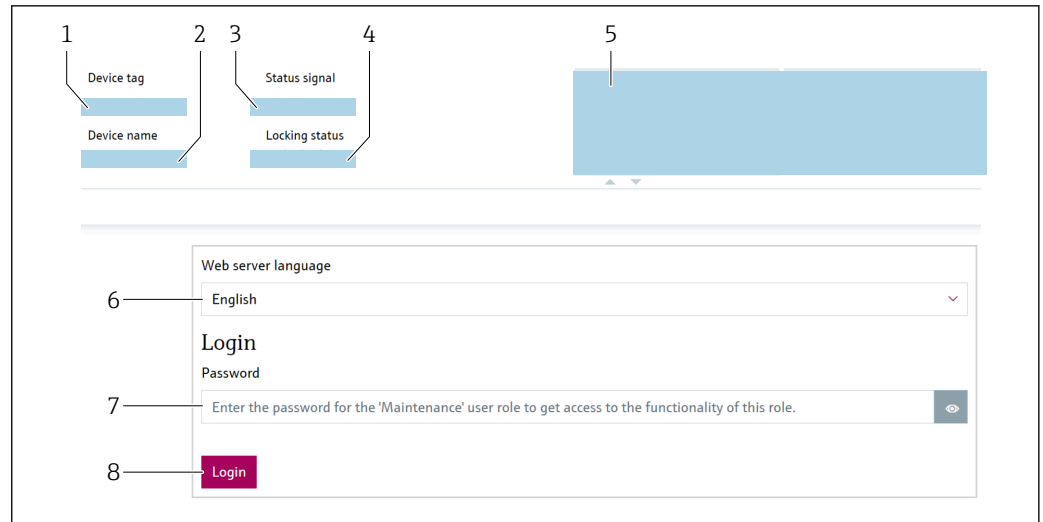 1 2 3 4 5
Device tag Status signal
Device name Locking status
Web server language
6 English
Login
Password
7 Enter the password for the 'Maintenance' user role to get access to the functionality of this role.
8 Login